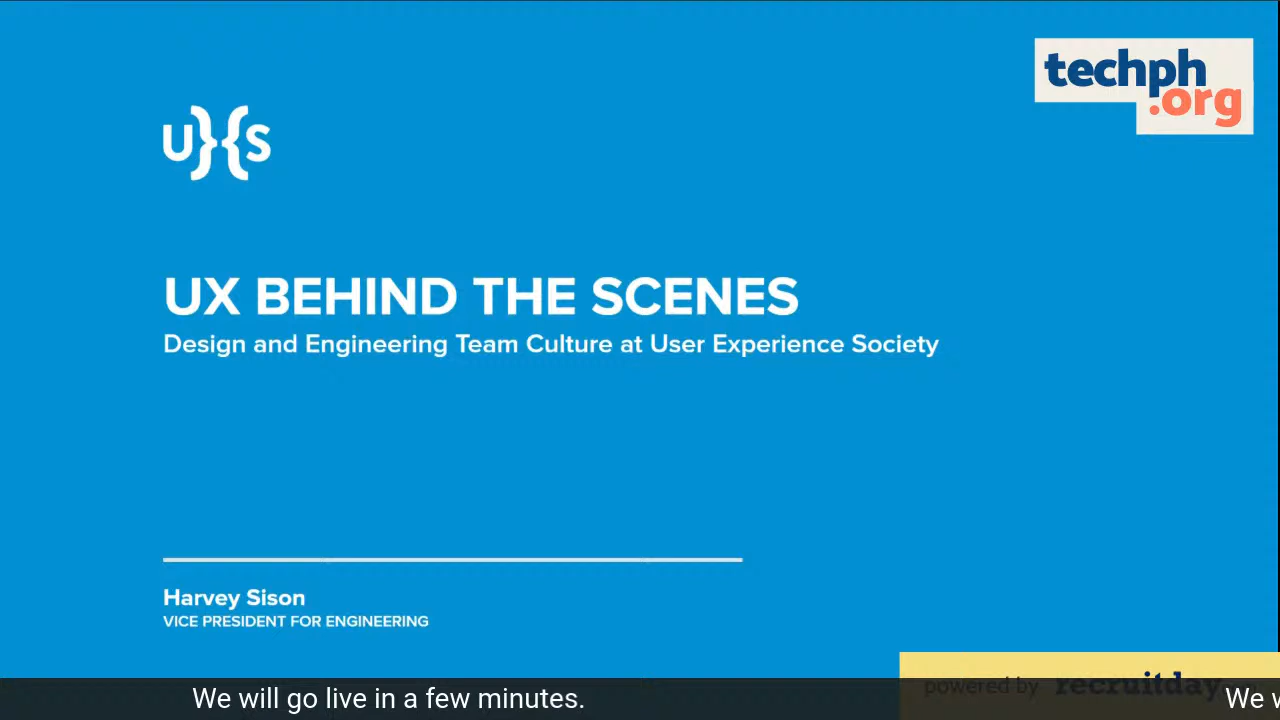 techph
.org
U}{S
UX BEHIND THE SCENES
Design and Engineering Team Culture at User Experience Society
Harvey Sison
VICE PRESIDENT FOR ENGINEERING
powered by recruitday
We will go live in a few minutes.
We